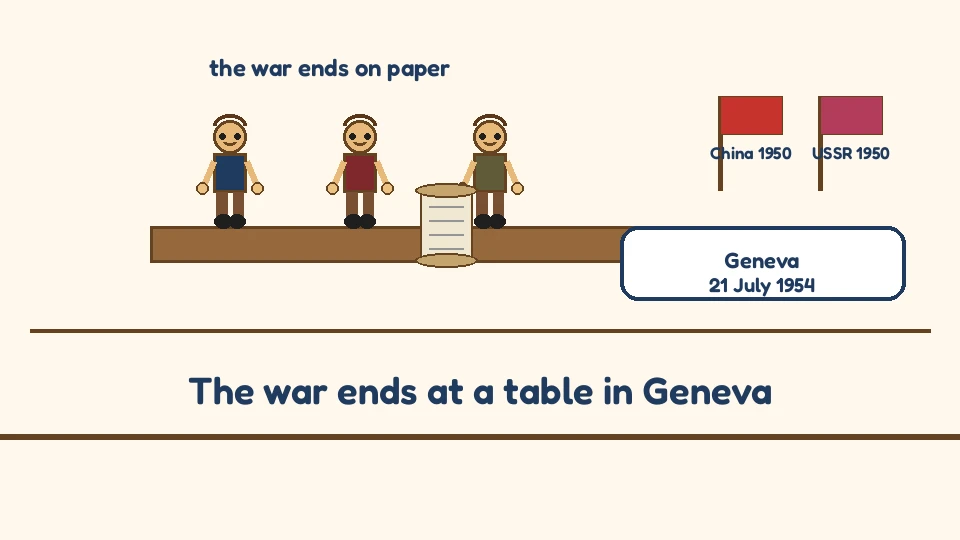 the war ends on paper
China 1950
USSR 1950
Geneva
21 July 1954
The war ends at a table in Geneva